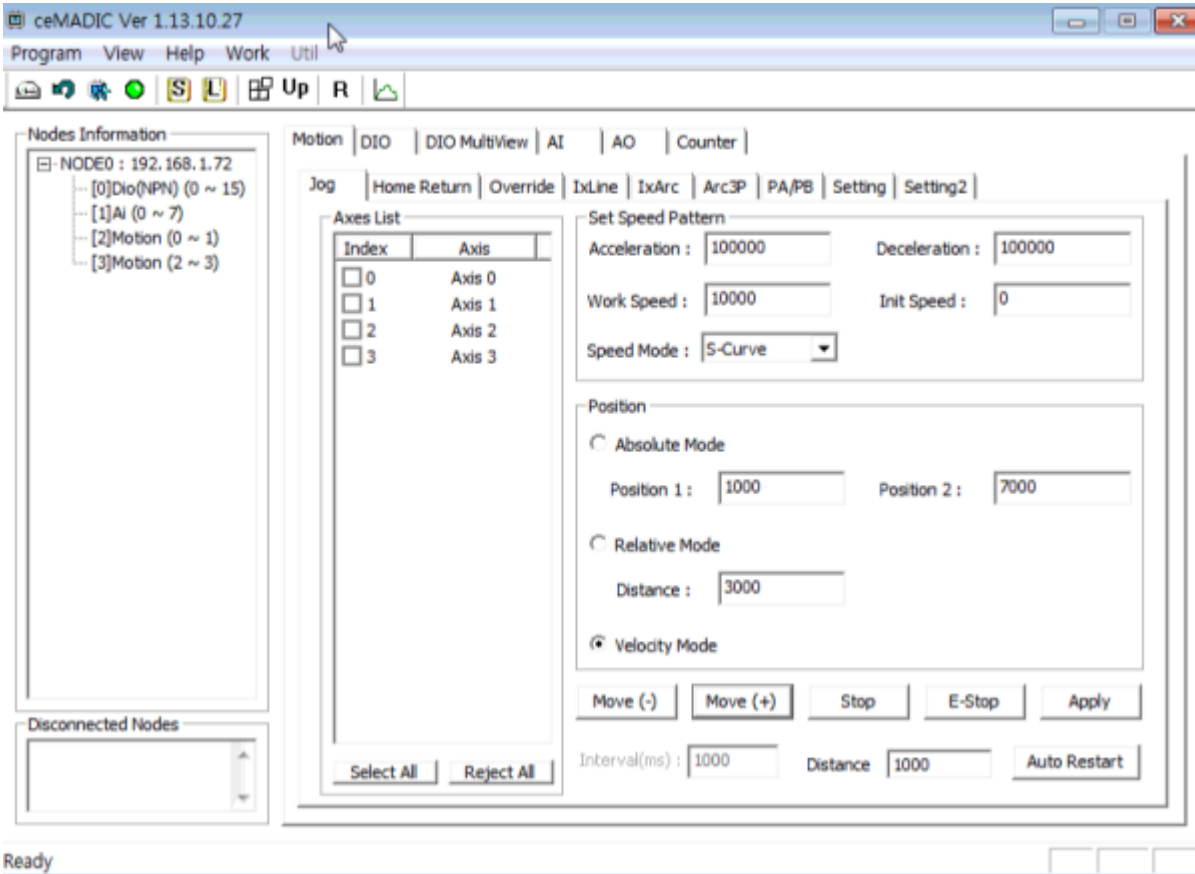 ceMADIC Ver 1.13.10.27
Program View Help Work Util
S L Up R
Nodes Information
NODE0 : 192.168.1.72
[0]Dio(NPN) (0 ~ 15)
[1]Ai (0 ~ 7)
[2]Motion (0 ~ 1)
[3]Motion (2 ~ 3)
Disconnected Nodes
Motion DIO DIO MultiView AI AO Counter
Jog Home Return Override IxLine IxArc Arc3P PA/PB Setting Setting2
Axes List
Index Axis
0 Axis 0
1 Axis 1
2 Axis 2
3 Axis 3
Select All Reject All
Set Speed Pattern
Acceleration : 100000 Deceleration : 100000
Work Speed : 10000 Init Speed : 0
Speed Mode : S-Curve
Position
Absolute Mode
Position 1 : 1000 Position 2 : 7000
Relative Mode
Distance : 3000
Velocity Mode
Move (-) Move (+) Stop E-Stop Apply
Interval(ms) : 1000 Distance 1000 Auto Restart
Ready